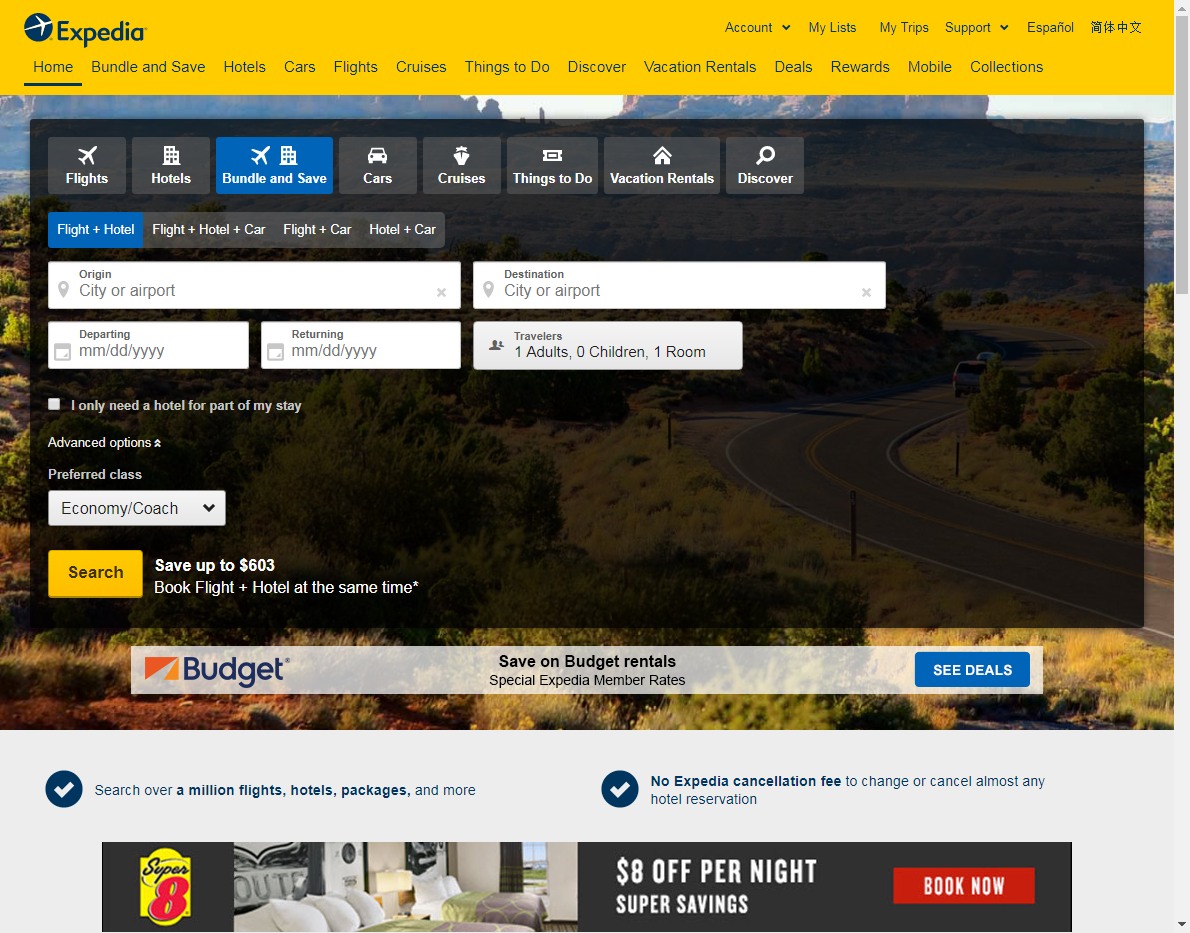 Expedia
Account My Lists My Trips Support Español 简体中文
Home Bundle and Save Hotels Cars Flights Cruises Things to Do Discover Vacation Rentals Deals Rewards Mobile Collections
Flights Hotels Bundle and Save Cars Cruises Things to Do Vacation Rentals Discover
Flight + Hotel Flight + Hotel + Car Flight + Car Hotel + Car
Origin Destination
City or airport City or airport
Departing Returning Travelers
mm/dd/yyyy mm/dd/yyyy 1 Adults, 0 Children, 1 Room
I only need a hotel for part of my stay
Advanced options
Preferred class
Economy/Coach
Search
Save up to $603
Book Flight + Hotel at the same time*
Budget®
Save on Budget rentals
Special Expedia Member Rates
SEE DEALS
Search over a million flights, hotels, packages, and more
No Expedia cancellation fee to change or cancel almost any
hotel reservation
Super
8
OUT
$8 OFF PER NIGHT
SUPER SAVINGS
BOOK NOW